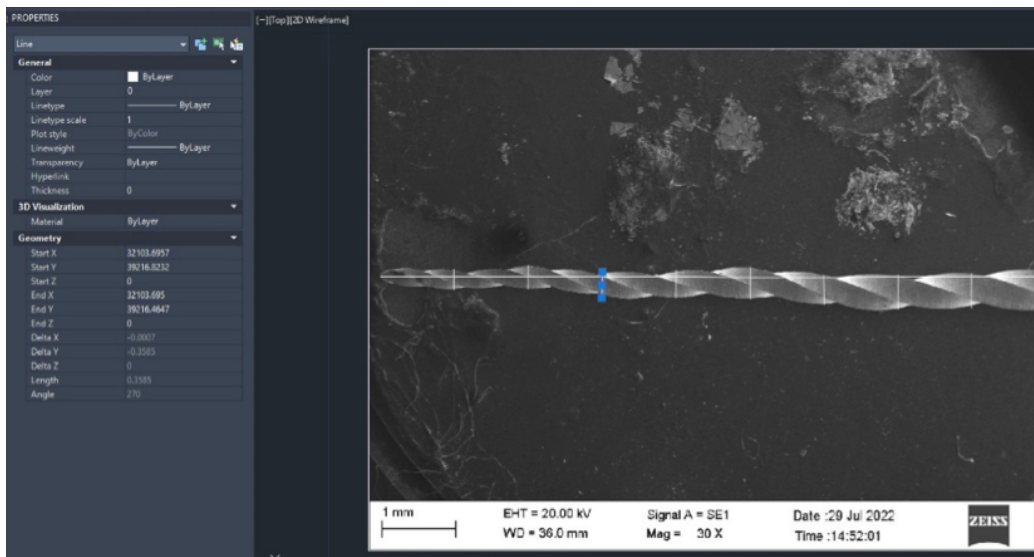 PROPERTIES
[−][Top][2D Wireframe]
Line
General
Color ByLayer
Layer 0
Linetype ByLayer
Linetype scale 1
Plot style ByColor
Lineweight ByLayer
Transparency ByLayer
Hyperlink
Thickness 0
3D Visualization
Material ByLayer
Geometry
Start X 32103.6957
Start Y 39216.8232
Start Z 0
End X 32103.695
End Y 39216.4647
End Z 0
Delta X -0.0007
Delta Y -0.3585
Delta Z 0
Length 0.3585
Angle 270
1 mm
EHT = 20.00 kV
WD = 36.0 mm
Signal A = SE1
Mag = 30 X
Date :29 Jul 2022
Time :14:52:01
ZEISS